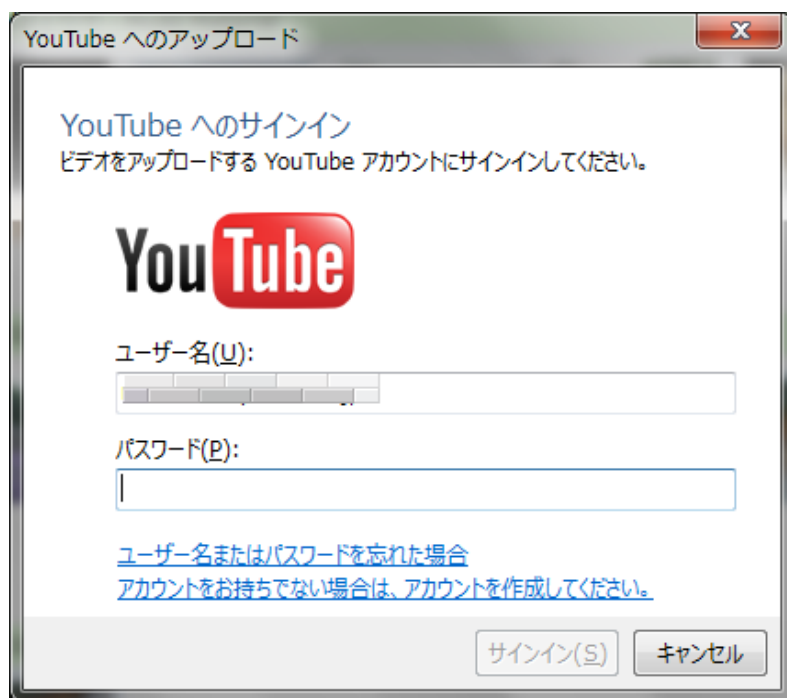 YouTube へのアップロード
YouTube へのサインイン
ビデオをアップロードする YouTube アカウントにサインインしてください。
YouTube
ユーザー名(U):
パスワード(P):
ユーザー名またはパスワードを忘れた場合
アカウントをお持ちでない場合は、アカウントを作成してください。
サインイン(S)
キャンセル